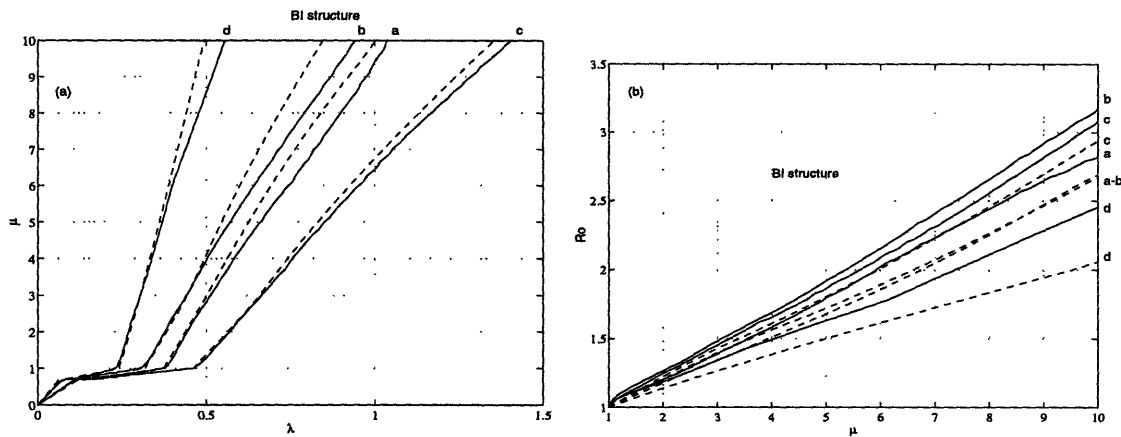 BI structure
d b a c
10
9
8
7
6
5
4
3
2
1
0
μ
(a)
0 0.5 1 1.5
λ
3.5
3
2.5
2
1.5
1
Ro
(b)
BI structure
b
c
c
a
a-b
d
d
1 2 3 4 5 6 7 8 9 10
μ